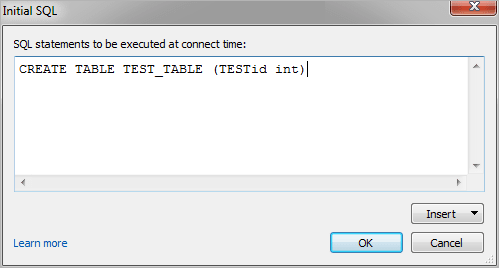 Initial SQL
SQL statements to be executed at connect time:
CREATE TABLE TEST_TABLE (TESTid int)
Insert
Learn more
OK
Cancel